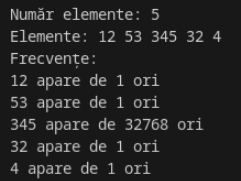 Număr elemente: 5
Elemente: 12 53 345 32 4
Frecvențe:
12 apare de 1 ori
53 apare de 1 ori
345 apare de 32768 ori
32 apare de 1 ori
4 apare de 1 ori